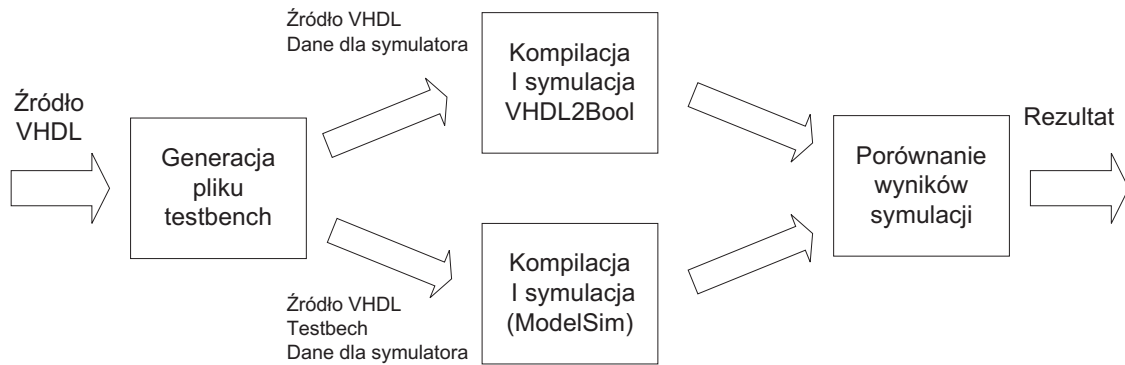 Źródło
VHDL
Generacja
pliku
testbench
Źródło VHDL
Dane dla symulatora
Kompilacja
I symulacja
VHDL2Bool
Źródło VHDL
Testbech
Dane dla symulatora
Kompilacja
I symulacja
(ModelSim)
Porównanie
wyników
symulacji
Rezultat